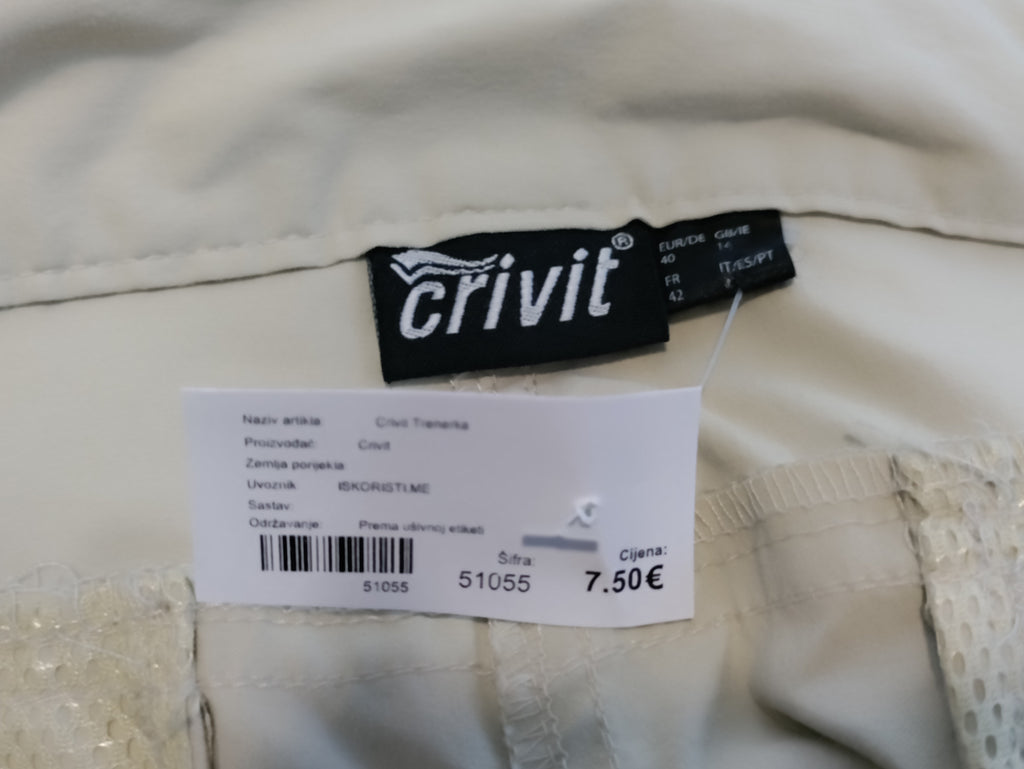 crivit®
EUR/DE
40
GB/IE
14
FR
42
IT/ES/PT
Naziv artikla: Crivit Trenerka
Proizvođač: Crivit
Zemlja porijekla:
Uvoznik ISKORISTI.ME
Sastav:
Održavanje: Prema ušivnoj etiketi
51055
Šifra:
51055
Cijena:
7.50€